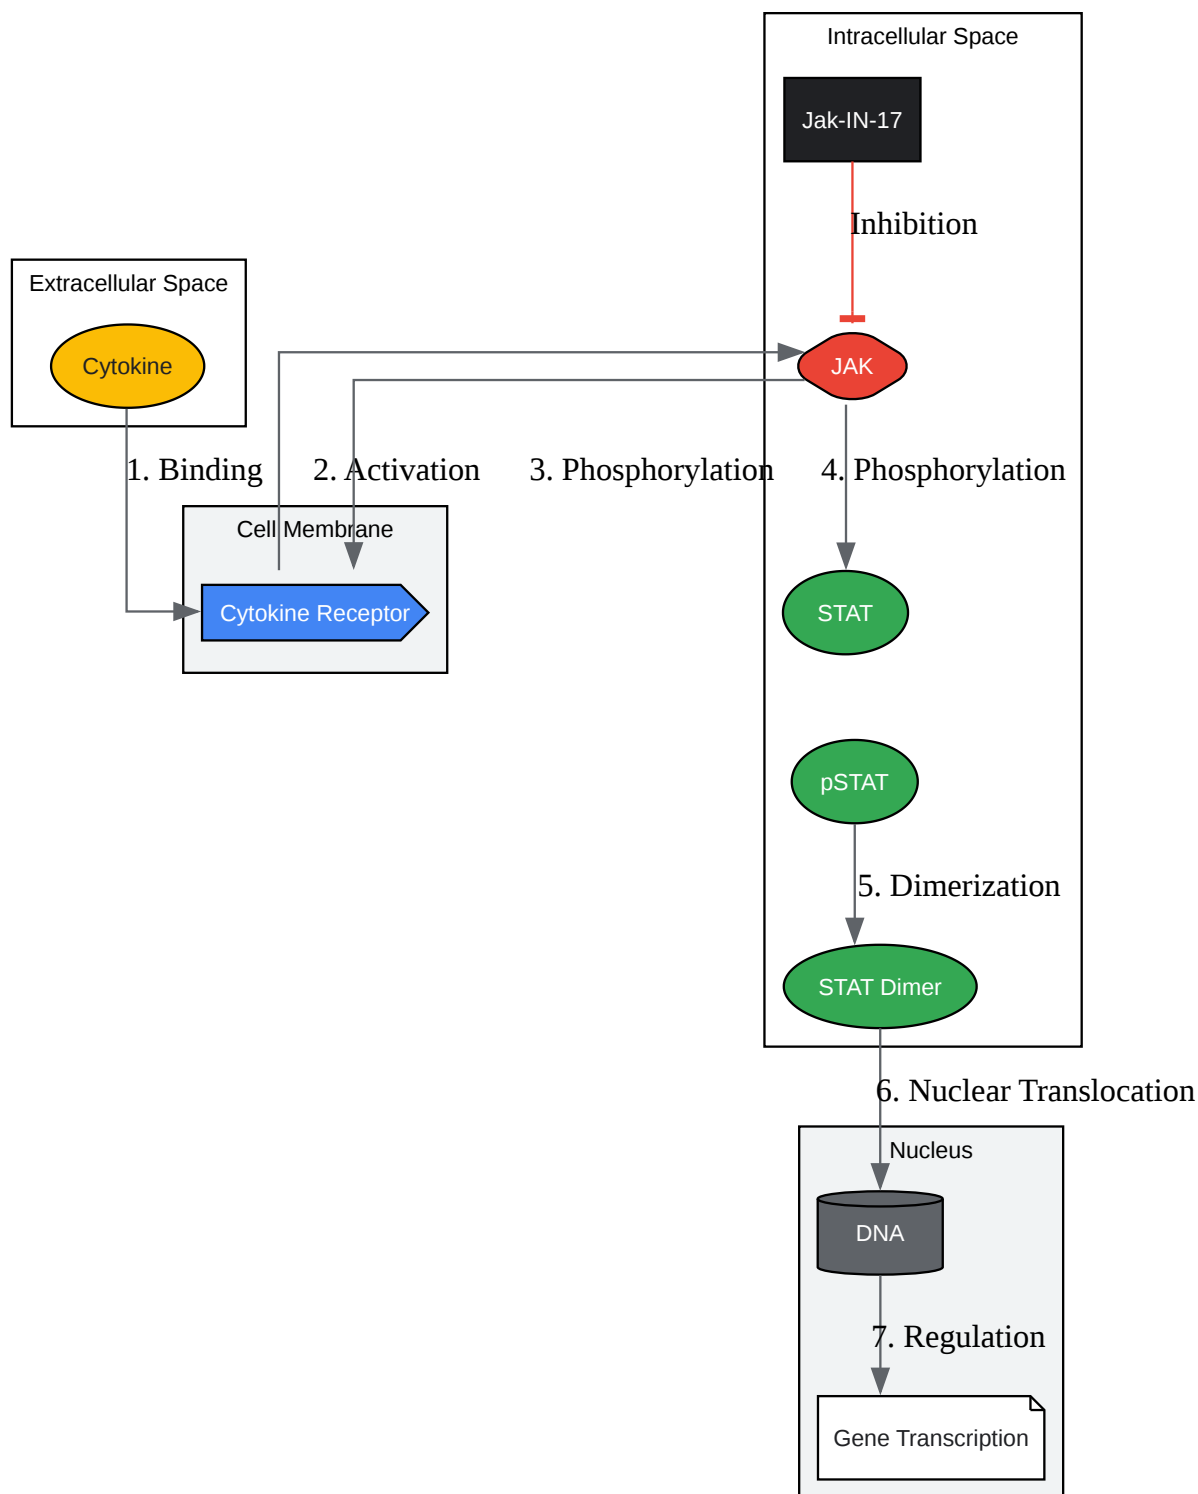 Intracellular Space
Jak-IN-17
Inhibition
Extracellular Space
Cytokine
JAK
1. Binding
2. Activation
3. Phosphorylation
4. Phosphorylation
Cell Membrane
Cytokine Receptor
STAT
pSTAT
5. Dimerization
STAT Dimer
6. Nuclear Translocation
Nucleus
DNA
7. Regulation
Gene Transcription